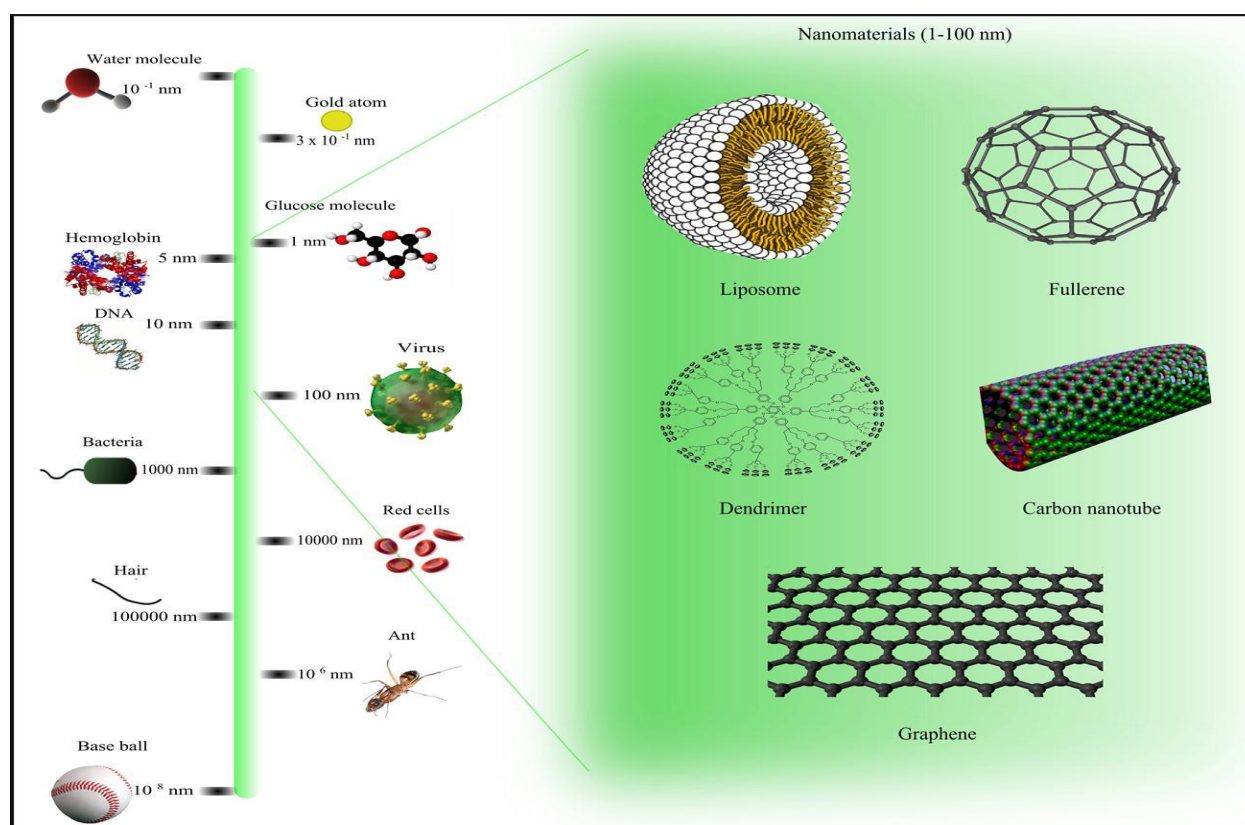 Nanomaterials (1-100 nm)
Water molecule
10 ⁻¹ nm
Gold atom
3 x 10 ⁻¹ nm
Glucose molecule
1 nm
Hemoglobin
5 nm
DNA
10 nm
Virus
100 nm
Bacteria
1000 nm
Red cells
10000 nm
Hair
100000 nm
Ant
10 ⁶ nm
Base ball
10 ⁸ nm
Liposome
Fullerene
Dendrimer
Carbon nanotube
Graphene